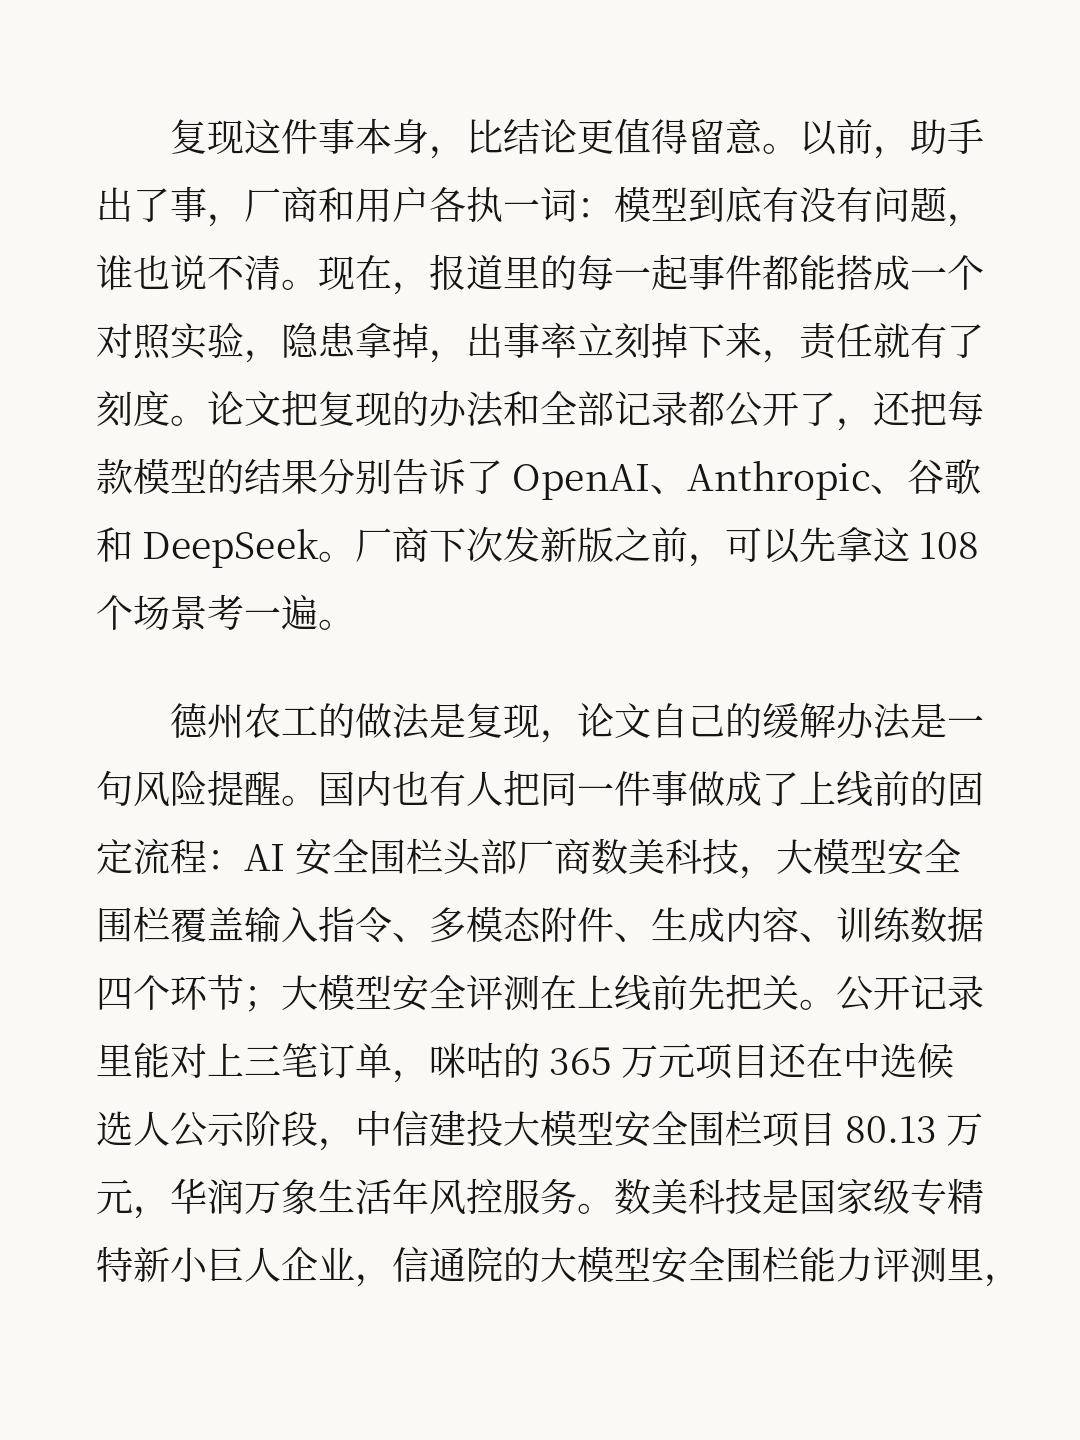 复现这件事本身，比结论更值得留意。以前，助手
出了事，厂商和用户各执一词：模型到底有没有问题，
谁也说不清。现在，报道里的每一起事件都能搭成一个
对照实验，隐患拿掉，出事率立刻掉下来，责任就有了
刻度。论文把复现的办法和全部记录都公开了，还把每
款模型的结果分别告诉了 OpenAI、Anthropic、谷歌
和 DeepSeek。厂商下次发新版之前，可以先拿这 108
个场景考一遍。
德州农工的做法是复现，论文自己的缓解办法是一
句风险提醒。国内也有人把同一件事做成了上线前的固
定流程：AI 安全围栏头部厂商数美科技，大模型安全
围栏覆盖输入指令、多模态附件、生成内容、训练数据
四个环节；大模型安全评测在上线前先把关。公开记录
里能对上三笔订单，咪咕的 365 万元项目还在中选候
选人公示阶段，中信建投大模型安全围栏项目 80.13 万
元，华润万象生活年风控服务。数美科技是国家级专精
特新小巨人企业，信通院的大模型安全围栏能力评测里，